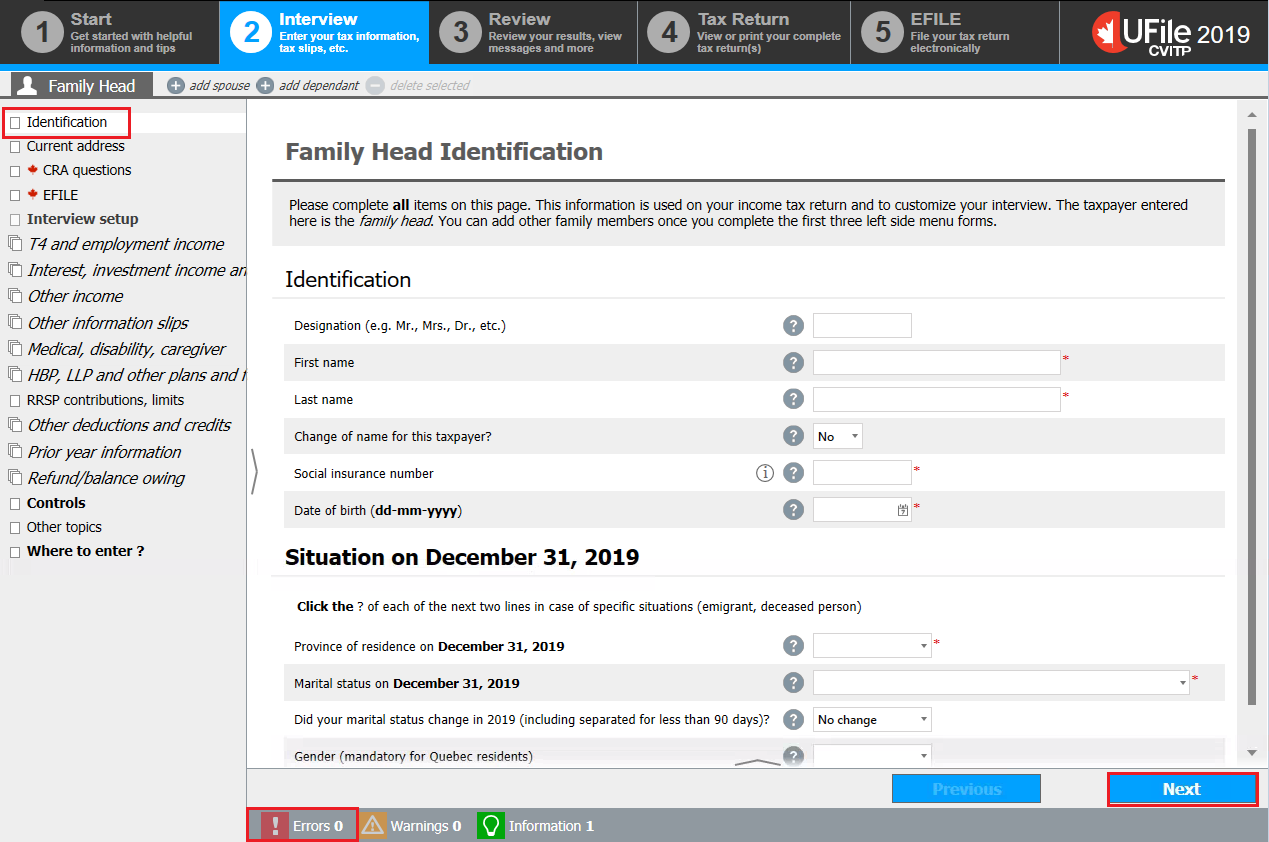 1 Start
Get started with helpful
information and tips
2 Interview
Enter your tax information,
tax slips, etc.
3 Review
Review your results, view
messages and more
4 Tax Return
View or print your complete
tax return(s)
5 EFILE
File your tax return
electronically
UFile 2019
CVITP
Family Head
add spouse
add dependant
delete selected
Identification
Current address
CRA questions
EFILE
Interview setup
T4 and employment income
Interest, investment income an
Other income
Other information slips
Medical, disability, caregiver
HBP, LLP and other plans and f
RRSP contributions, limits
Other deductions and credits
Prior year information
Refund/balance owing
Controls
Other topics
Where to enter ?
Family Head Identification
Please complete all items on this page. This information is used on your income tax return and to customize your interview. The taxpayer entered
here is the family head. You can add other family members once you complete the first three left side menu forms.
Identification
Designation (e.g. Mr., Mrs., Dr., etc.) ?
First name ? *
Last name ? *
Change of name for this taxpayer? ? No
Social insurance number i ? *
Date of birth (dd-mm-yyyy) ? 7 *
Situation on December 31, 2019
Click the ? of each of the next two lines in case of specific situations (emigrant, deceased person)
Province of residence on December 31, 2019 ? *
Marital status on December 31, 2019 ? *
Did your marital status change in 2019 (including separated for less than 90 days)? ? No change
Gender (mandatory for Quebec residents) ?
Previous
Next
Errors 0
Warnings 0
Information 1